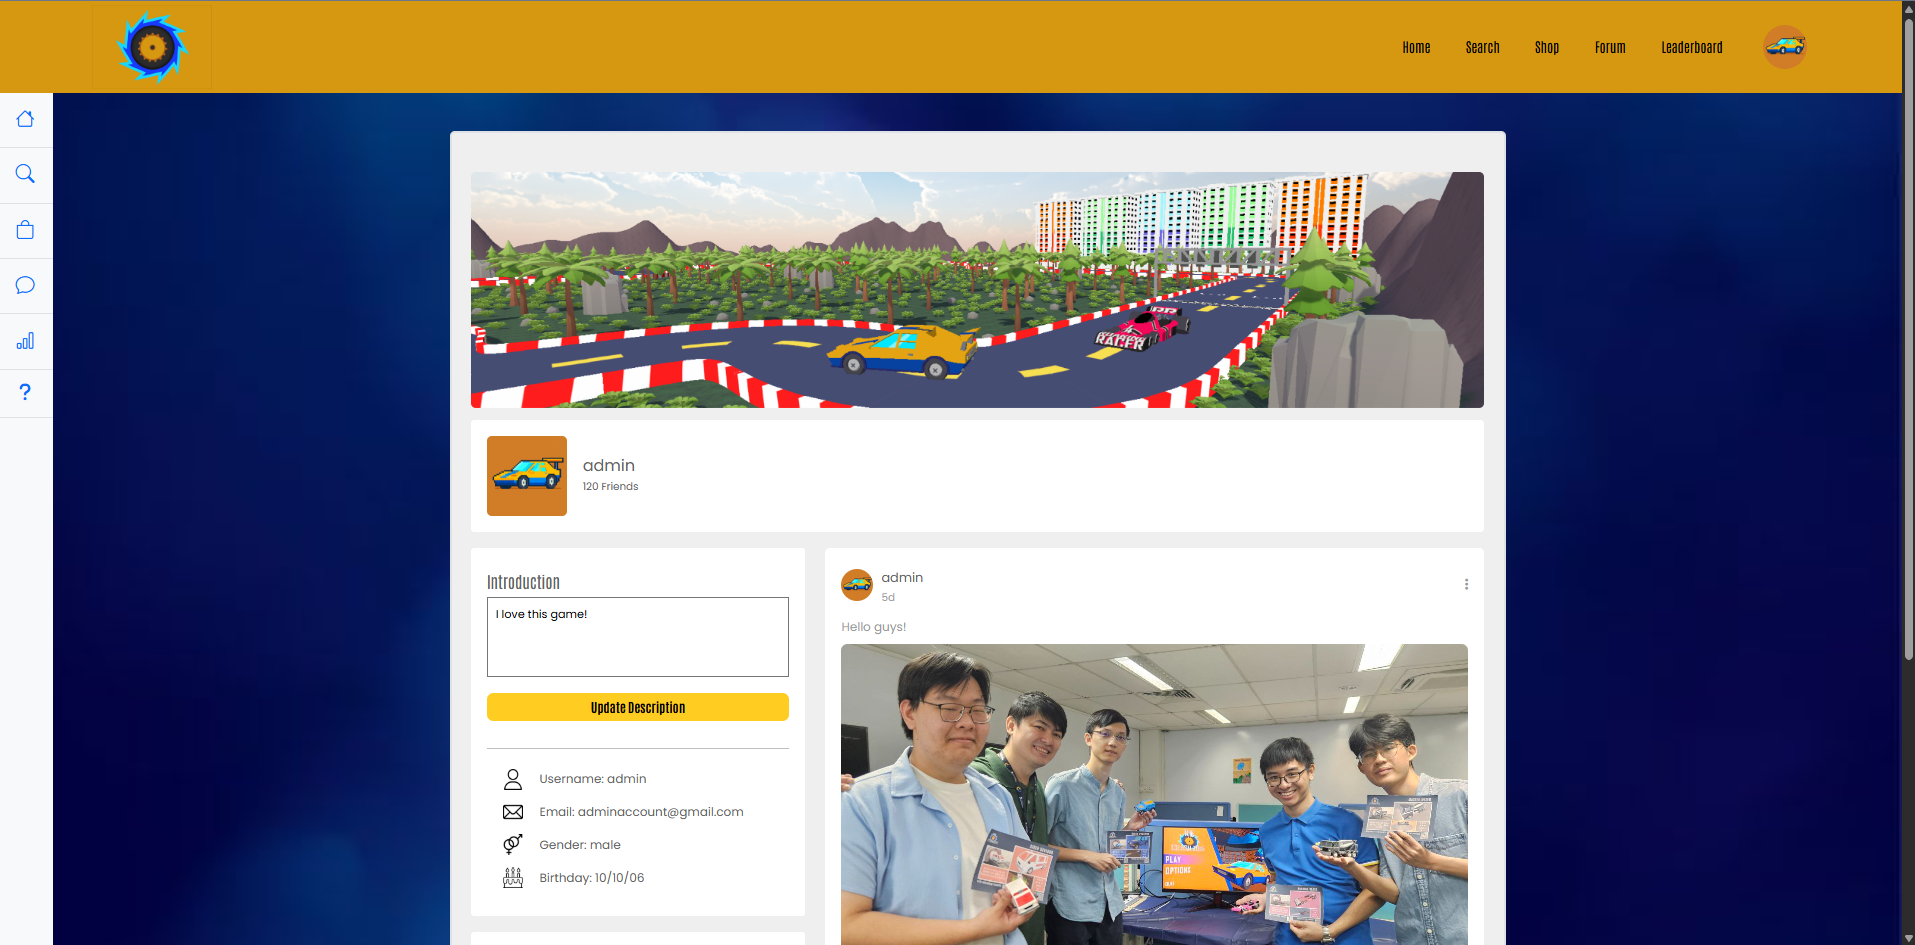 Home Search Shop Forum Leaderboard
RACER
admin
120 Friends
Introduction
I love this game!
Update Description
Username: admin
Email: adminaccount@gmail.com
Gender: male
Birthday: 10/10/06
admin
5d
Hello guys!
PLAY
OPTIONS
?